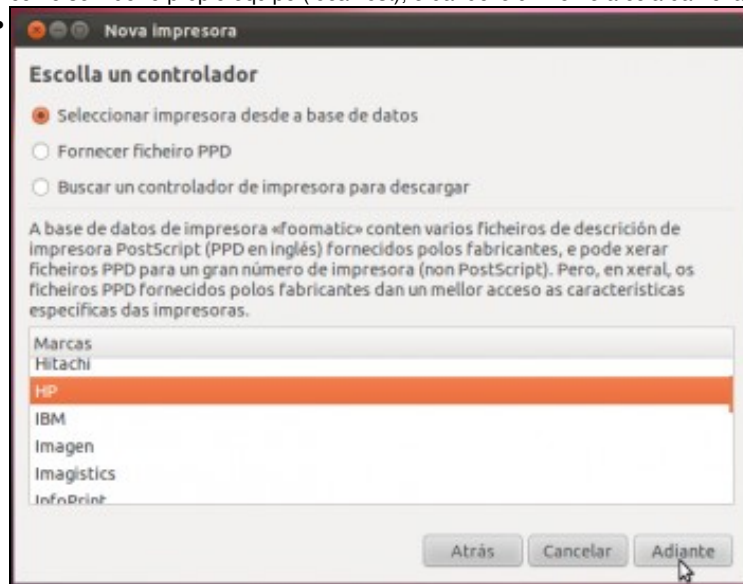 Nova impresora
Escolla un controlador
Seleccionar impresora desde a base de datos
Fornecer ficheiro PPD
Buscar un controlador de impresora para descargar
A base de datos de impresora «foomatic» conten varios ficheiros de descrición de
impresora PostScript (PPD en inglés) fornecidos polos fabricantes, e pode xerar
ficheiros PPD para un gran número de impresora (non PostScript). Pero, en xeral, os
ficheiros PPD fornecidos polos fabricantes dan un mellor acceso as características
específicas das impresoras.
Marcas
Hitachi
HP
IBM
Imagen
Imagistics
InfoPrint
Atrás Cancelar Adiante